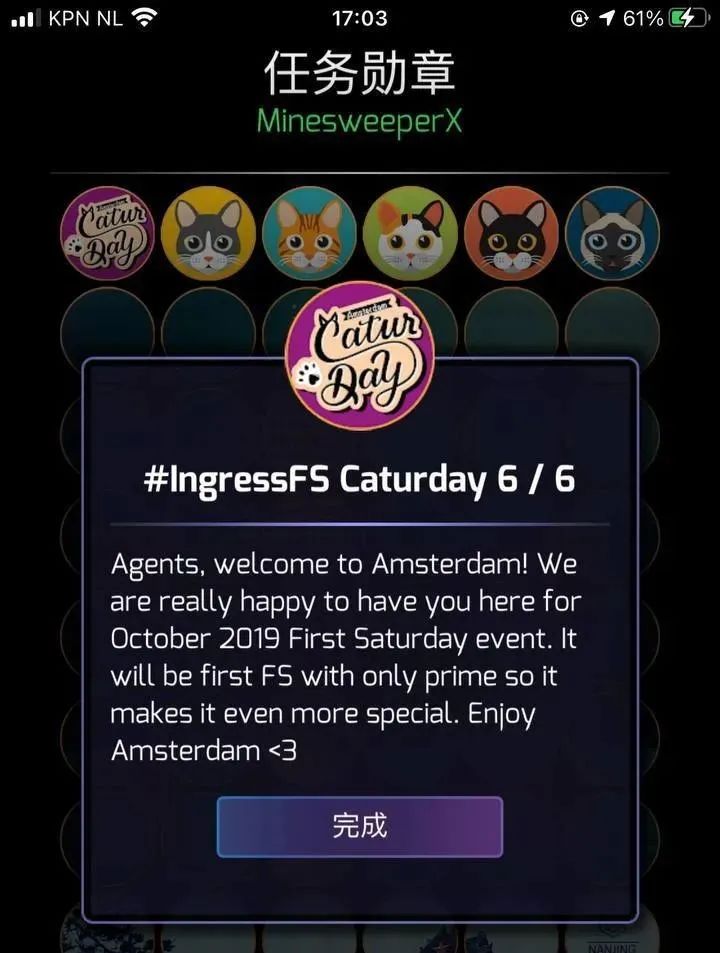 KPN NL 17:03 61%
任务勋章
MinesweeperX
Amsterdam
Catur
Day
Amsterdam
Catur
Day
#IngressFS Caturday 6 / 6
Agents, welcome to Amsterdam! We
are really happy to have you here for
October 2019 First Saturday event. It
will be first FS with only prime so it
makes it even more special. Enjoy
Amsterdam <3
完成
NANJING